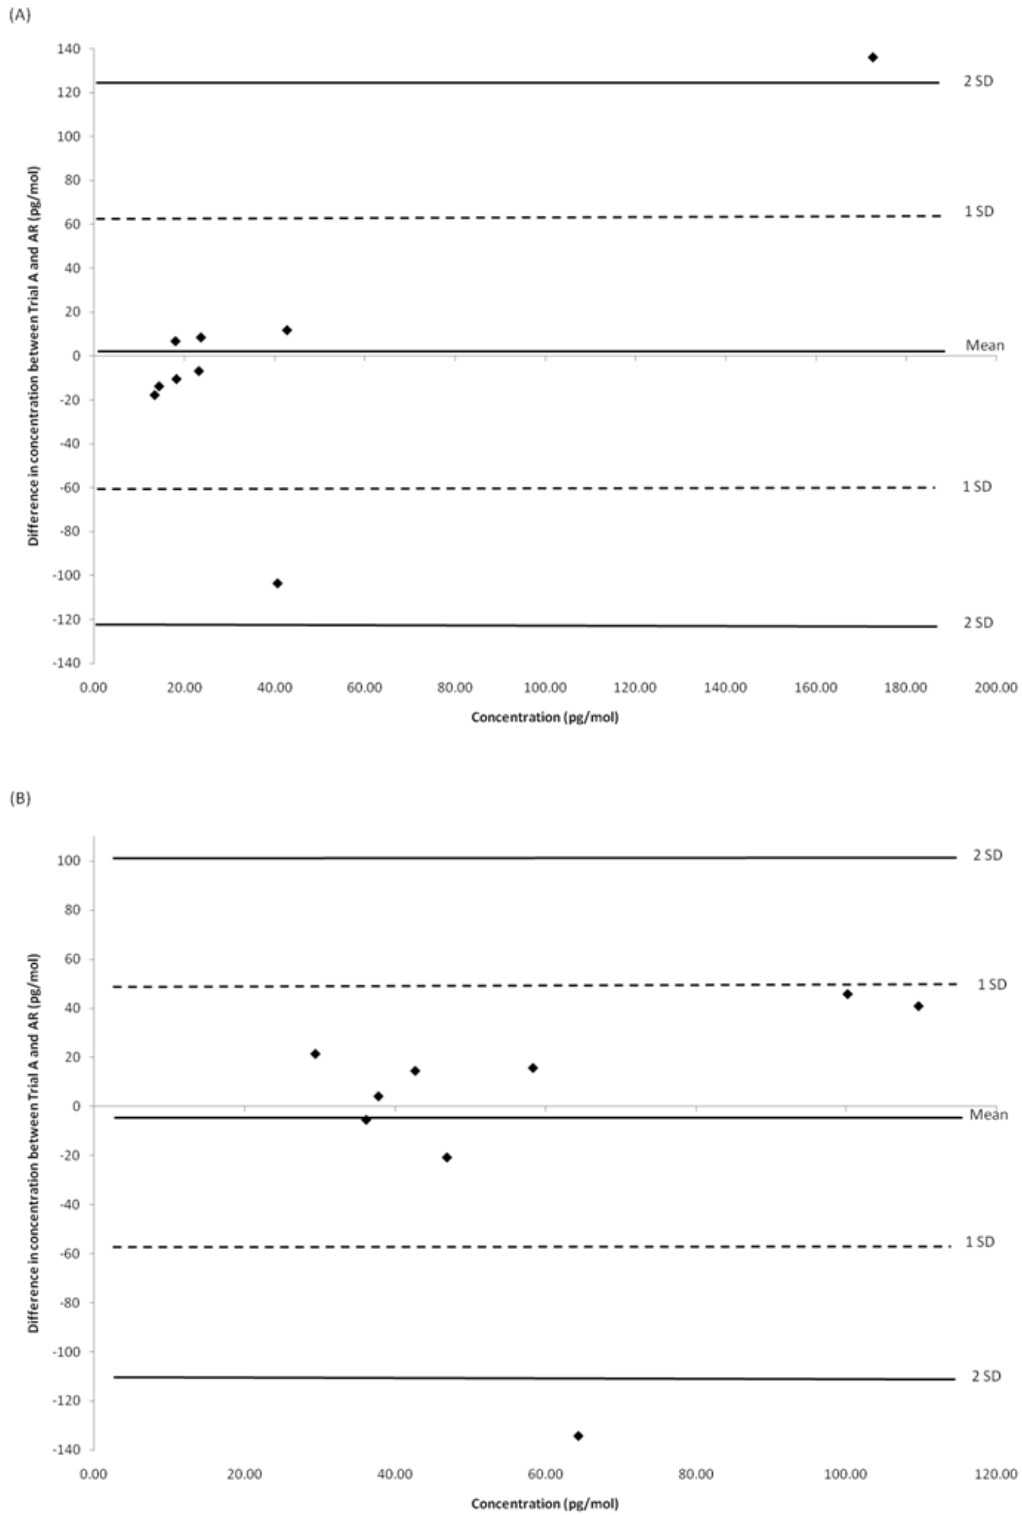 (A)
140
2 SD
120
100
80
1 SD
60
40
20
Mean
0
-20
-40
-60
1 SD
-80
-100
-120
2 SD
-140
0.00 20.00 40.00 60.00 80.00 100.00 120.00 140.00 160.00 180.00 200.00
Concentration (pg/mol)
Difference in concentration between Trial A and AR (pg/mol)
(B)
100
2 SD
80
60
1 SD
40
20
0
Mean
-20
-40
1 SD
-60
-80
-100
2 SD
-120
-140
0.00 20.00 40.00 60.00 80.00 100.00 120.00
Concentration (pg/mol)
Difference in concentration between Trial A and AR (pg/mol)